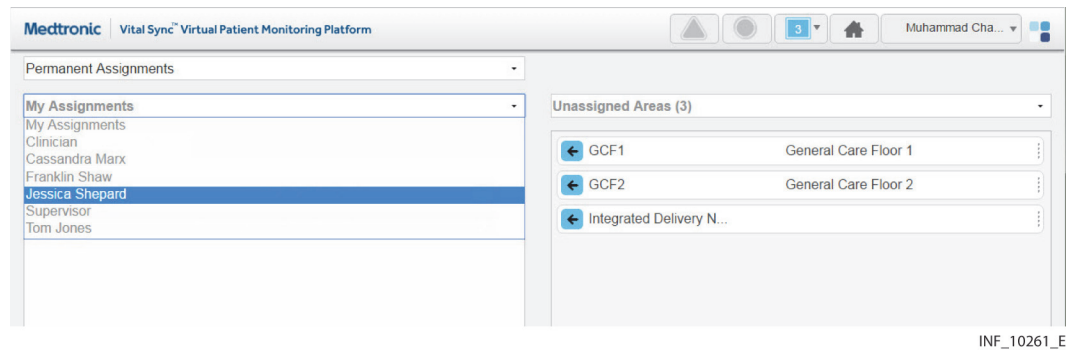 Medtronic Vital Sync™ Virtual Patient Monitoring Platform 3 Muhammad Cha...
Permanent Assignments
My Assignments
My Assignments
Clinician
Cassandra Marx
Franklin Shaw
Jessica Shepard
Supervisor
Tom Jones
Unassigned Areas (3)
GCF1 General Care Floor 1
GCF2 General Care Floor 2
Integrated Delivery N...
INF_10261_E